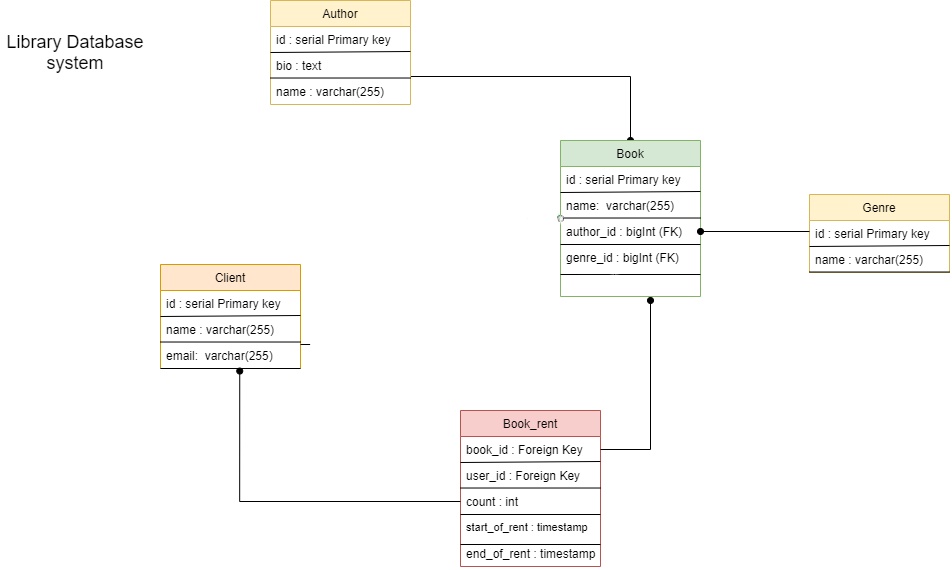 Library Database
system
Author
id : serial Primary key
bio : text
name : varchar(255)
Book
id : serial Primary key
name:  varchar(255)
author_id : bigInt (FK)
genre_id : bigInt (FK)
Genre
id : serial Primary key
name : varchar(255)
Client
id : serial Primary key
name : varchar(255)
email:  varchar(255)
Book_rent
book_id : Foreign Key
user_id : Foreign Key
count : int
start_of_rent : timestamp
end_of_rent : timestamp